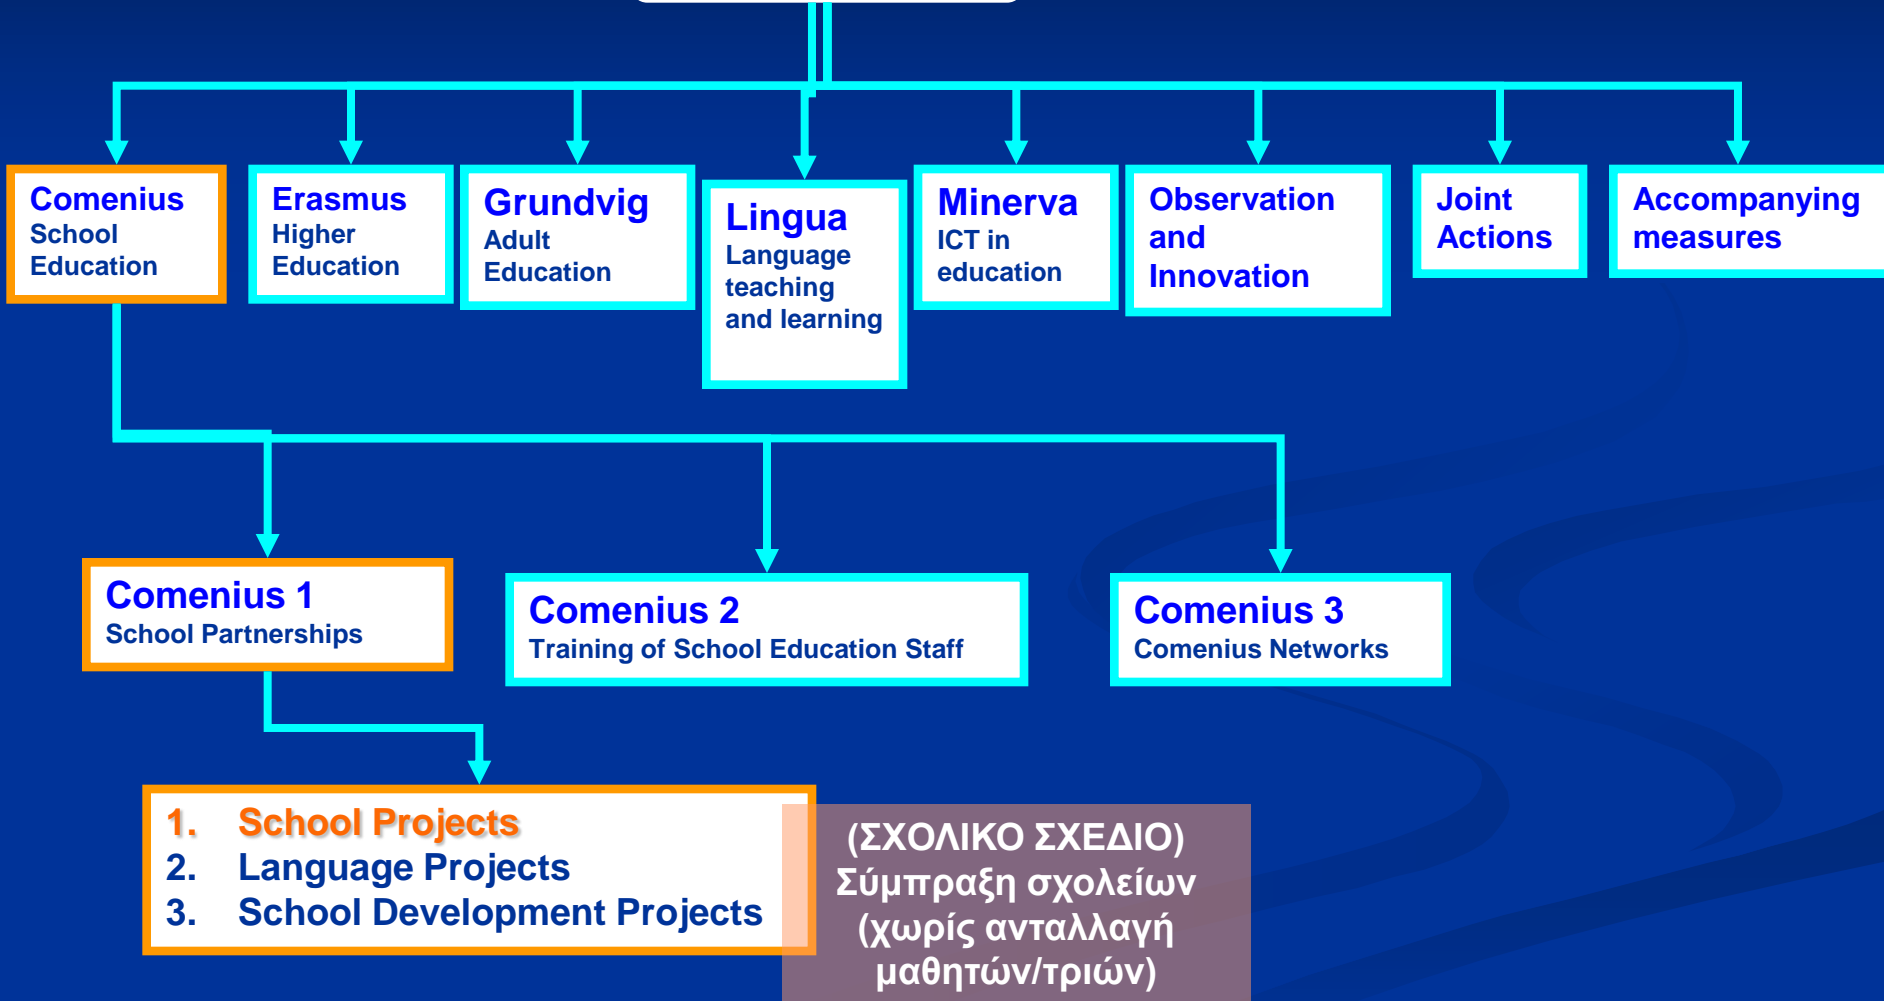 Comenius
School
Education
Erasmus
Higher
Education
Grundvig
Adult
Education
Lingua
Language
teaching
and learning
Minerva
ICT in
education
Observation
and
Innovation
Joint
Actions
Accompanying
measures
Comenius 1
School Partnerships
Comenius 2
Training of School Education Staff
Comenius 3
Comenius Networks
1. School Projects
2. Language Projects
3. School Development Projects
(ΣΧΟΛΙΚΟ ΣΧΕΔΙΟ)
Σύμπραξη σχολείων
(χωρίς ανταλλαγή
μαθητών/τριών)